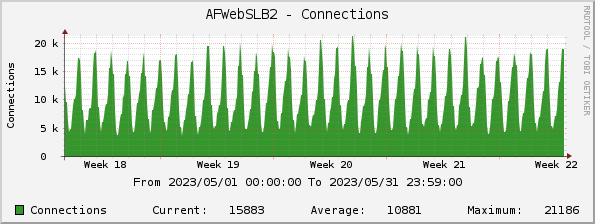 AFWebSLB2 - Connections
RRDTOOL / TOBI OETIKER
Connections
20 k
15 k
10 k
5 k
0
Week 18 Week 19 Week 20 Week 21 Week 22
From 2023/05/01 00:00:00 To 2023/05/31 23:59:00
Connections Current: 15883 Average: 10881 Maximum: 21186